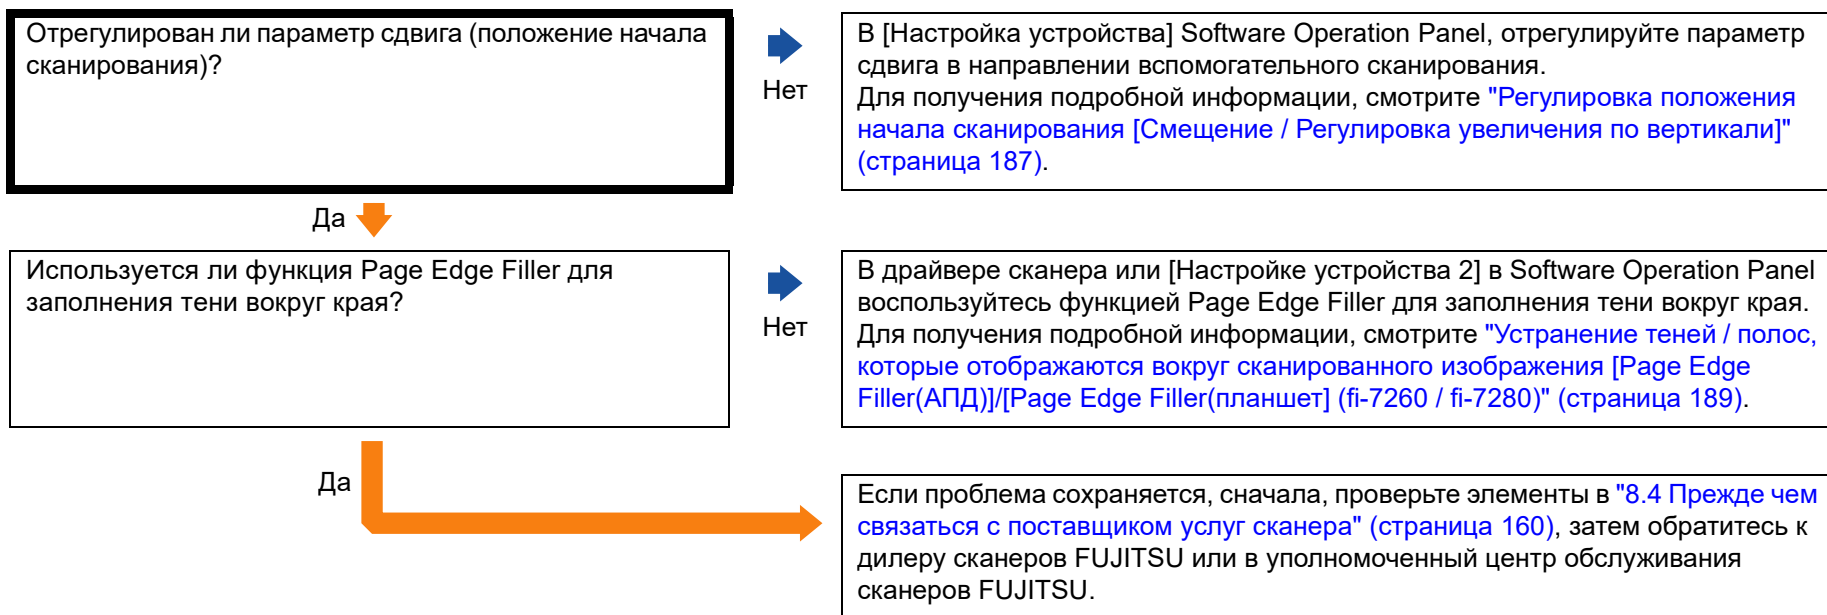 Отрегулирован ли параметр сдвига (положение начала
сканирования)?
Нет
В [Настройка устройства] Software Operation Panel, отрегулируйте параметр
сдвига в направлении вспомогательного сканирования.
Для получения подробной информации, смотрите "Регулировка положения
начала сканирования [Смещение / Регулировка увеличения по вертикали]"
(страница 187).
Да
Используется ли функция Page Edge Filler для
заполнения тени вокруг края?
Нет
В драйвере сканера или [Настройке устройства 2] в Software Operation Panel
воспользуйтесь функцией Page Edge Filler для заполнения тени вокруг края.
Для получения подробной информации, смотрите "Устранение теней / полос,
которые отображаются вокруг сканированного изображения [Page Edge
Filler(АПД)]/[Page Edge Filler(планшет] (fi-7260 / fi-7280)" (страница 189).
Да
Если проблема сохраняется, сначала, проверьте элементы в "8.4 Прежде чем
связаться с поставщиком услуг сканера" (страница 160), затем обратитесь к
дилеру сканеров FUJITSU или в уполномоченный центр обслуживания
сканеров FUJITSU.